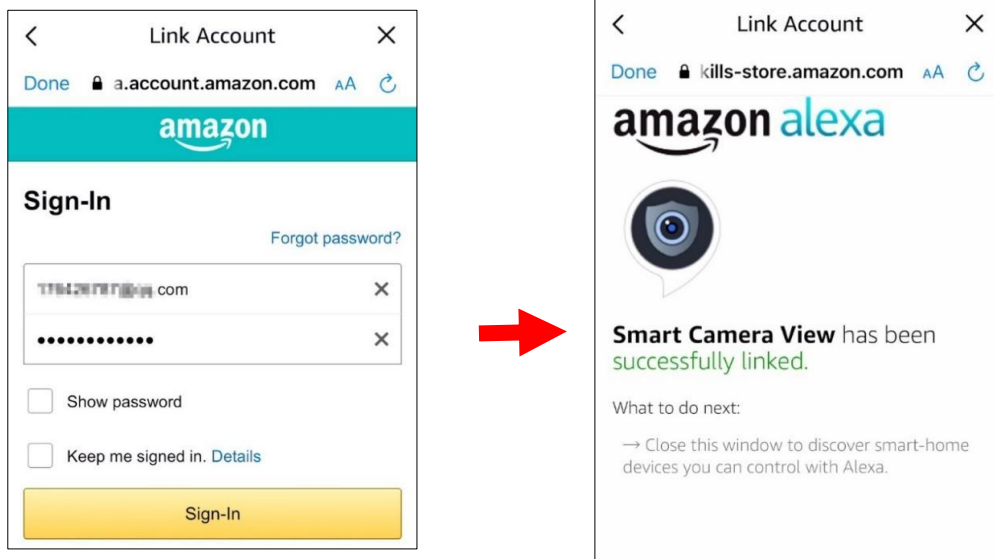 Link Account
Done a.account.amazon.com AA
amazon
Sign-In
Forgot password?
.com
Show password
Keep me signed in. Details
Sign-In
Link Account
Done kills-store.amazon.com AA
amazon alexa
Smart Camera View has been
successfully linked.
What to do next:
→ Close this window to discover smart-home
devices you can control with Alexa.